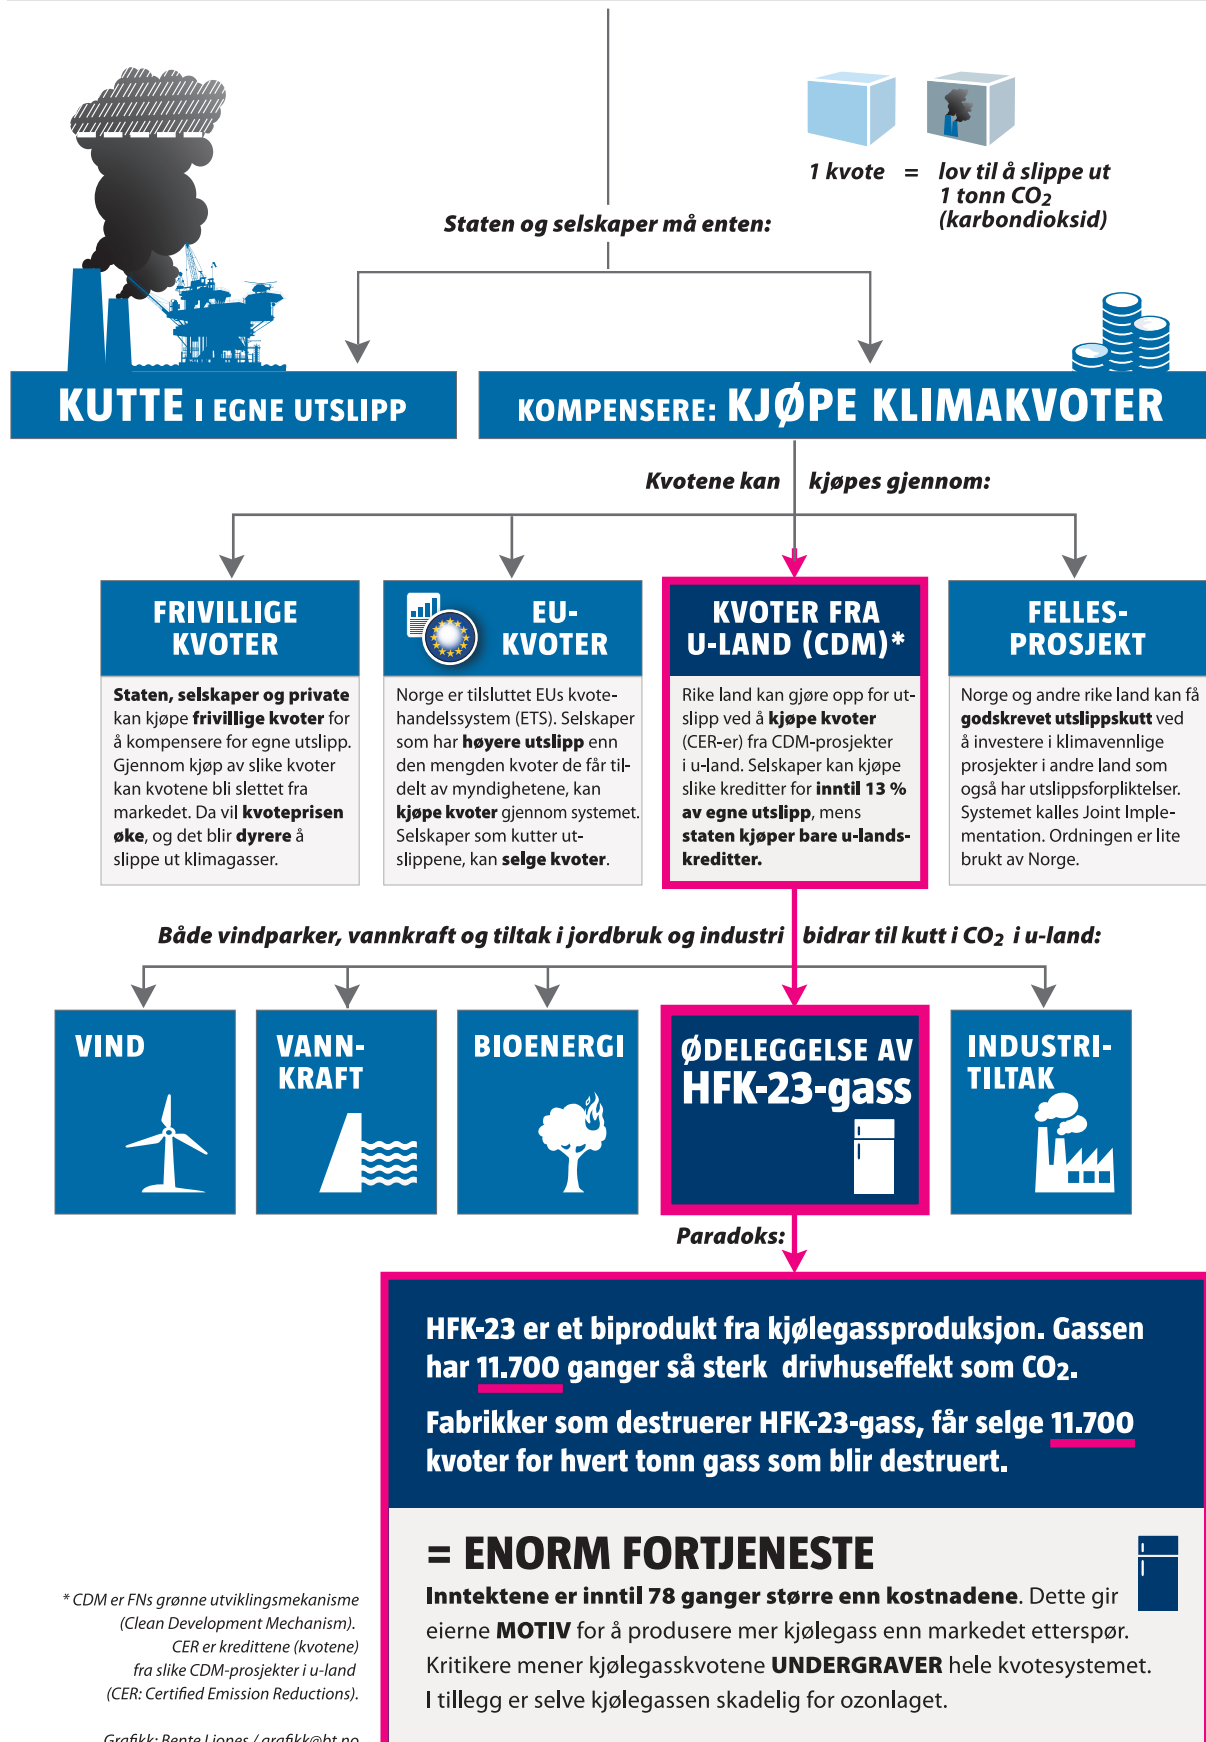 1 kvote = lov til å slippe ut
1 tonn CO2
(karbondioksid)
Staten og selskaper må enten:
KUTTE I EGNE UTSLIPP
KOMPENSERE: KJØPE KLIMAKVOTER
Kvotene kan kjøpes gjennom:
FRIVILLIGE
KVOTER
Staten, selskaper og private
kan kjøpe frivillige kvoter for
å kompensere for egne utslipp.
Gjennom kjøp av slike kvoter
kan kvotene bli slettet fra
markedet. Da vil kvoteprisen
øke, og det blir dyrere å
slippe ut klimagasser.
EU-
KVOTER
Norge er tilsluttet EUs kvote-
handelssystem (ETS). Selskaper
som har høyere utslipp enn
den mengden kvoter de får til-
delt av myndighetene, kan
kjøpe kvoter gjennom systemet.
Selskaper som kutter ut-
slippene, kan selge kvoter.
KVOTER FRA
U-LAND (CDM)*
Rike land kan gjøre opp for ut-
slipp ved å kjøpe kvoter
(CER-er) fra CDM-prosjekter
i u-land. Selskaper kan kjøpe
slike kreditter for inntil 13 %
av egne utslipp, mens
staten kjøper bare u-lands-
kreditter.
FELLES-
PROSJEKT
Norge og andre rike land kan få
godskrevet utslippskutt ved
å investere i klimavennlige
prosjekter i andre land som
også har utslippsforpliktelser.
Systemet kalles Joint Imple-
mentation. Ordningen er lite
brukt av Norge.
Både vindparker, vannkraft og tiltak i jordbruk og industri bidrar til kutt i CO2 i u-land:
VIND
VANN-
KRAFT
BIOENERGI
ØDELEGGELSE AV
HFK-23-gass
INDUSTRI-
TILTAK
Paradoks:
HFK-23 er et biprodukt fra kjølegassproduksjon. Gassen
har 11.700 ganger så sterk drivhuseffekt som CO2.
Fabrikker som destruerer HFK-23-gass, får selge 11.700
kvoter for hvert tonn gass som blir destruert.
= ENORM FORTJENESTE
Inntektene er inntil 78 ganger større enn kostnadene. Dette gir
eierne MOTIV for å produsere mer kjølegass enn markedet etterspør.
Kritikere mener kjølegasskvotene UNDERGRAVER hele kvotesystemet.
I tillegg er selve kjølegassen skadelig for ozonlaget.
* CDM er FNs grønne utviklingsmekanisme
(Clean Development Mechanism).
CER er kredittene (kvotene)
fra slike CDM-prosjekter i u-land
(CER: Certified Emission Reductions).
Grafikk: Bente Ljones / grafikk@bt.no